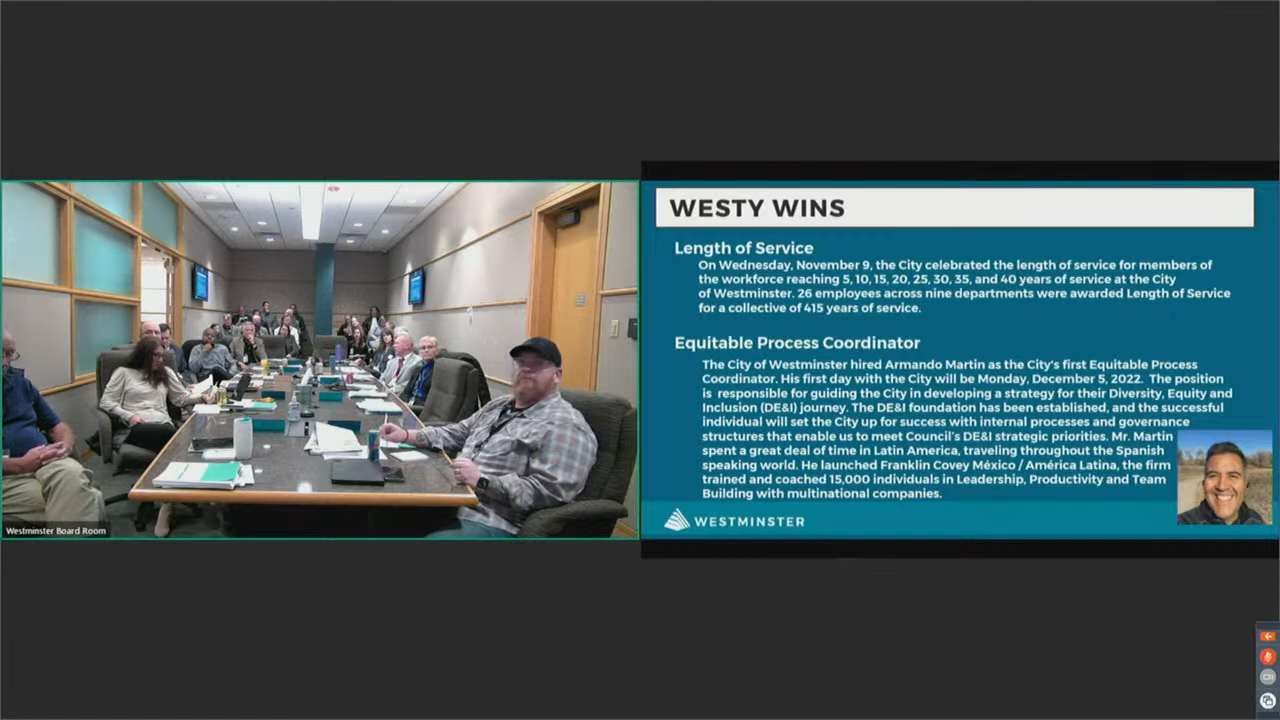 WESTY WINS
Length of Service
On Wednesday, November 9, the City celebrated the length of service for members of
the workforce reaching 5, 10, 15, 20, 25, 30, 35, and 40 years of service at the City
of Westminster. 26 employees across nine departments were awarded Length of Service
for a collective of 415 years of service.
Equitable Process Coordinator
The City of Westminster hired Armando Martin as the City's first Equitable Process
Coordinator. His first day with the City will be Monday, December 5, 2022. The position
is responsible for guiding the City in developing a strategy for their Diversity, Equity and
Inclusion (DE&I) journey. The DE&I foundation has been established, and the successful
individual will set the City up for success with internal processes and governance
structures that enable us to meet Council's DE&I strategic priorities. Mr. Martin
spent a great deal of time in Latin America, traveling throughout the Spanish
speaking world. He launched Franklin Covey México / América Latina, the firm
trained and coached 15,000 individuals in Leadership, Productivity and Team
Building with multinational companies.
WESTMINSTER
Westminster Board Room